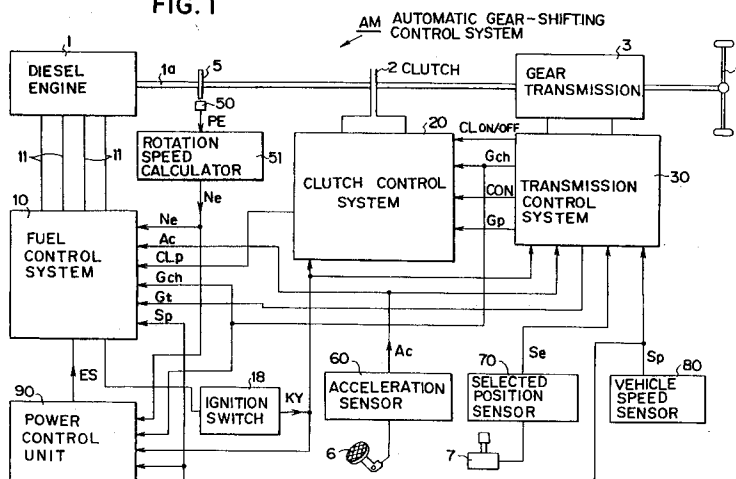 FIG. 1
AM AUTOMATIC GEAR-SHIFTING
CONTROL SYSTEM
1
DIESEL
ENGINE
1a
5
50
PE
2 CLUTCH
3
GEAR
TRANSMISSION
ROTATION
SPEED
CALCULATOR
51
Ne
11
11
20
CLUTCH CONTROL
SYSTEM
CL ON/OFF
Gch
CON
Gp
30
TRANSMISSION
CONTROL
SYSTEM
10
FUEL
CONTROL
SYSTEM
Ne
Ac
CLp
Gch
Gt
Sp
ES
90
POWER
CONTROL
UNIT
18
IGNITION
SWITCH
KY
60
Ac
ACCELERATION
SENSOR
6
70
Se
SELECTED
POSITION
SENSOR
7
Sp
80
VEHICLE
SPEED
SENSOR